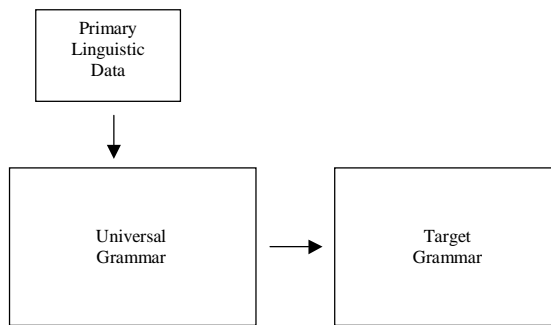 Primary
Linguistic
Data
Universal
Grammar
Target
Grammar